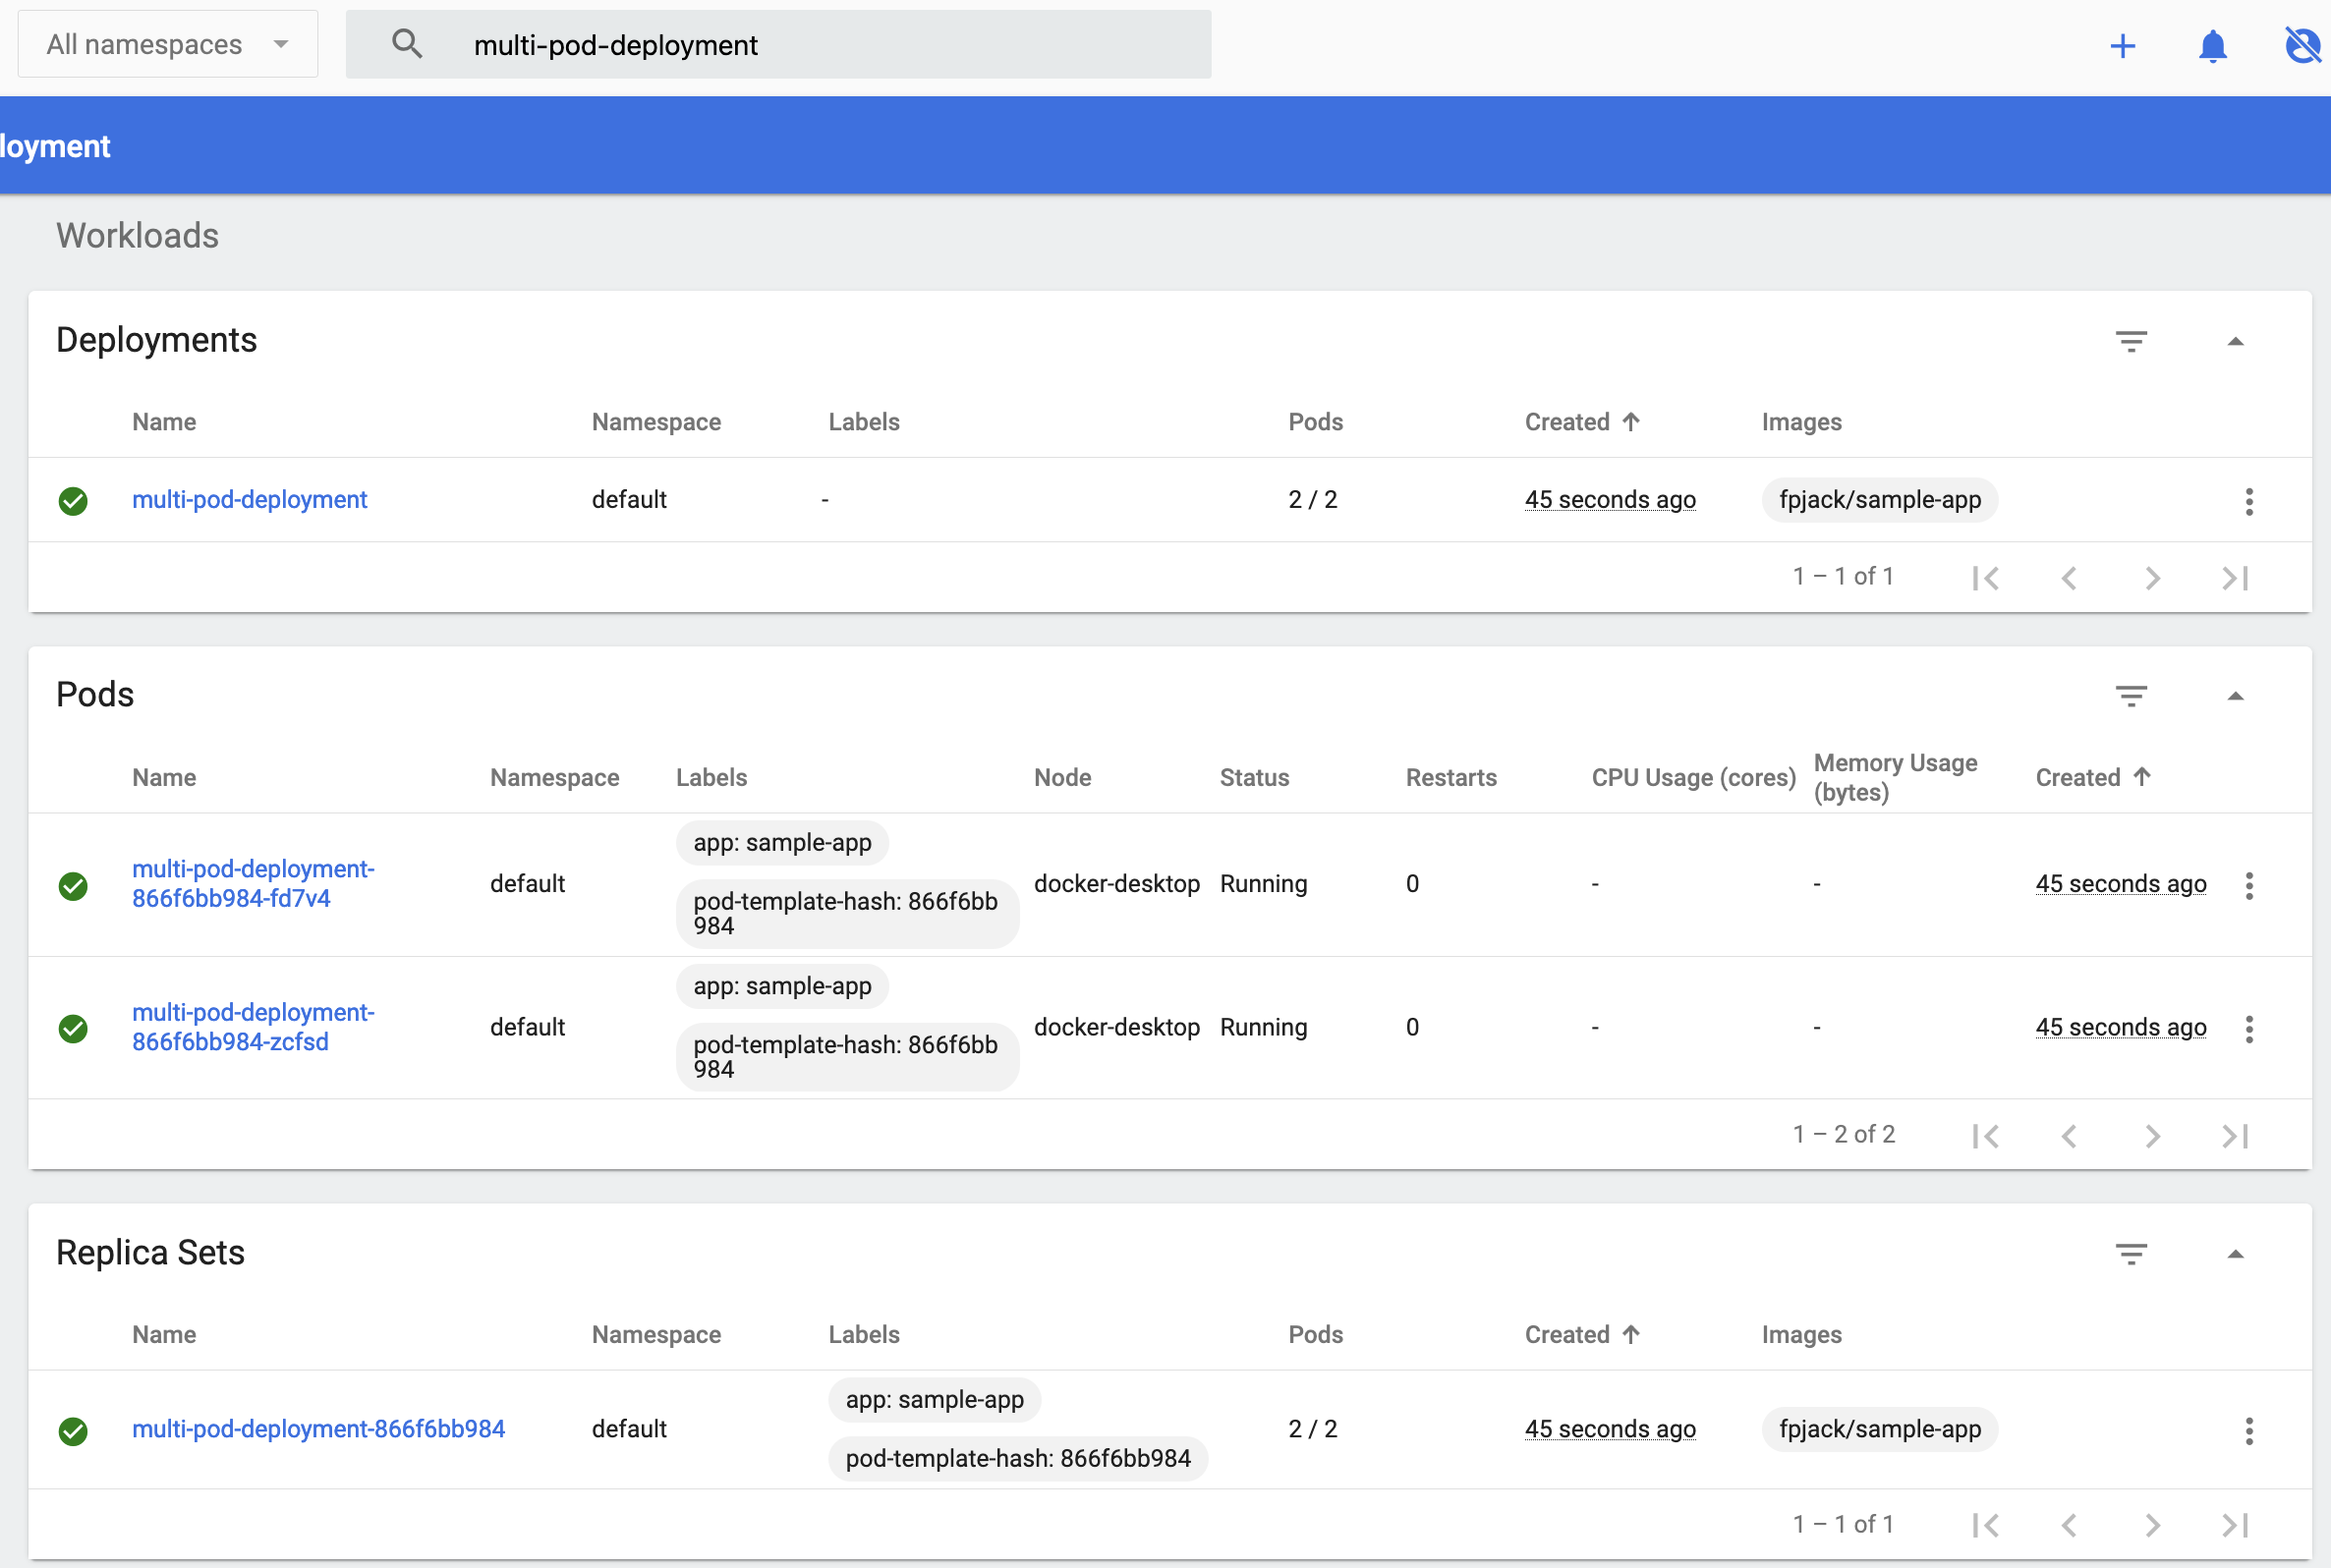 All namespaces multi-pod-deployment
loyment
Workloads
Deployments
Name Namespace Labels Pods Created Images
multi-pod-deployment default - 2 / 2 45 seconds ago fpjack/sample-app
1 – 1 of 1
Pods
Name Namespace Labels Node Status Restarts CPU Usage (cores) Memory Usage
(bytes) Created
app: sample-app
multi-pod-deployment-
866f6bb984-fd7v4 default docker-desktop Running 0 - - 45 seconds ago
pod-template-hash: 866f6bb
984
app: sample-app
multi-pod-deployment-
866f6bb984-zcfsd default docker-desktop Running 0 - - 45 seconds ago
pod-template-hash: 866f6bb
984
1 – 2 of 2
Replica Sets
Name Namespace Labels Pods Created Images
app: sample-app
multi-pod-deployment-866f6bb984 default 2 / 2 45 seconds ago fpjack/sample-app
pod-template-hash: 866f6bb984
1 – 1 of 1